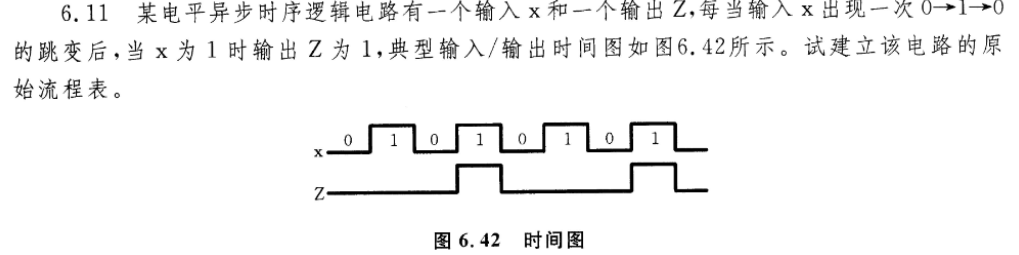 6.11 某电平异步时序逻辑电路有一个输入 x 和一个输出 Z,每当输入 x 出现一次 0→1→0
的跳变后,当 x 为 1 时输出 Z 为 1,典型输入/输出时间图如图6.42所示。试建立该电路的原
始流程表。
x 0 1 0 1 0 1 0 1
Z
图 6.42 时间图